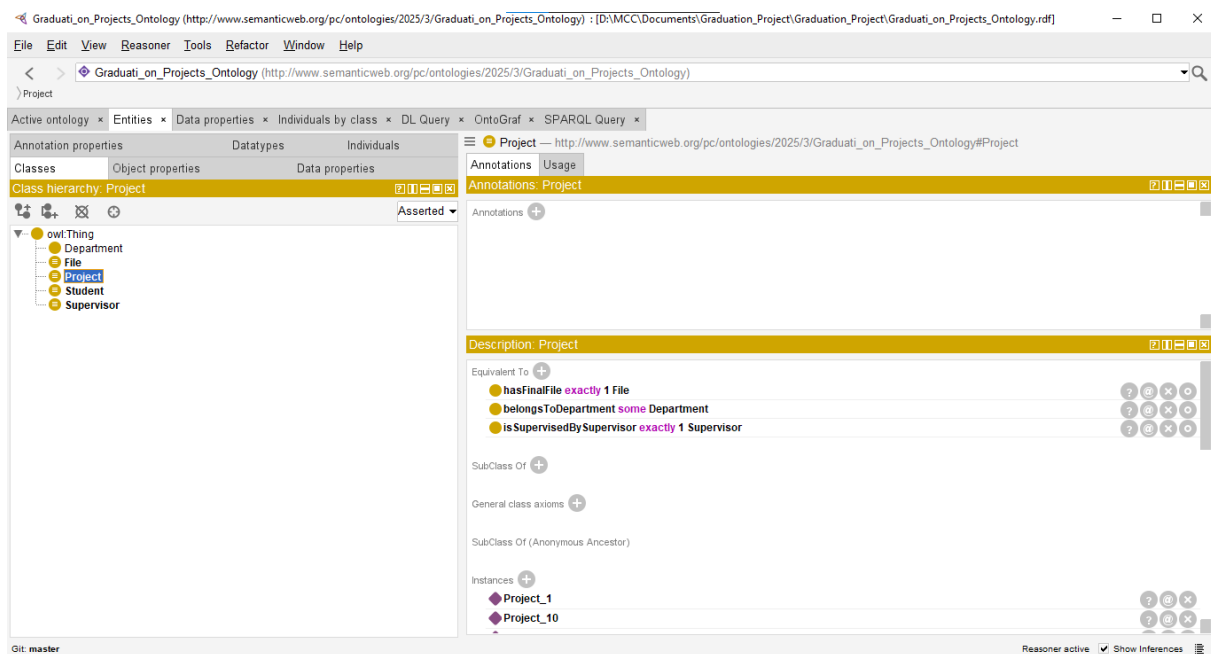 Graduati_on_Projects_Ontology (http://www.semanticweb.org/pc/ontologies/2025/3/Graduati_on_Projects_Ontology) : [D:\MCC\Documents\Graduation_Project\Graduation_Project\Graduati_on_Projects_Ontology.rdf]
File Edit View Reasoner Tools Refactor Window Help
Graduati_on_Projects_Ontology (http://www.semanticweb.org/pc/ontologies/2025/3/Graduati_on_Projects_Ontology)
Project
Active ontology × Entities × Data properties × Individuals by class × DL Query × OntoGraf × SPARQL Query ×
Annotation properties Datatypes Individuals
Classes Object properties Data properties
Class hierarchy: Project
Asserted
owl:Thing
Department
File
Project
Student
Supervisor
Project — http://www.semanticweb.org/pc/ontologies/2025/3/Graduati_on_Projects_Ontology#Project
Annotations Usage
Annotations: Project
Annotations
Description: Project
Equivalent To
hasFinalFile exactly 1 File
belongsToDepartment some Department
isSupervisedBySupervisor exactly 1 Supervisor
SubClass Of
General class axioms
SubClass Of (Anonymous Ancestor)
Instances
Project_1
Project_10
Git: master
Reasoner active Show Inferences